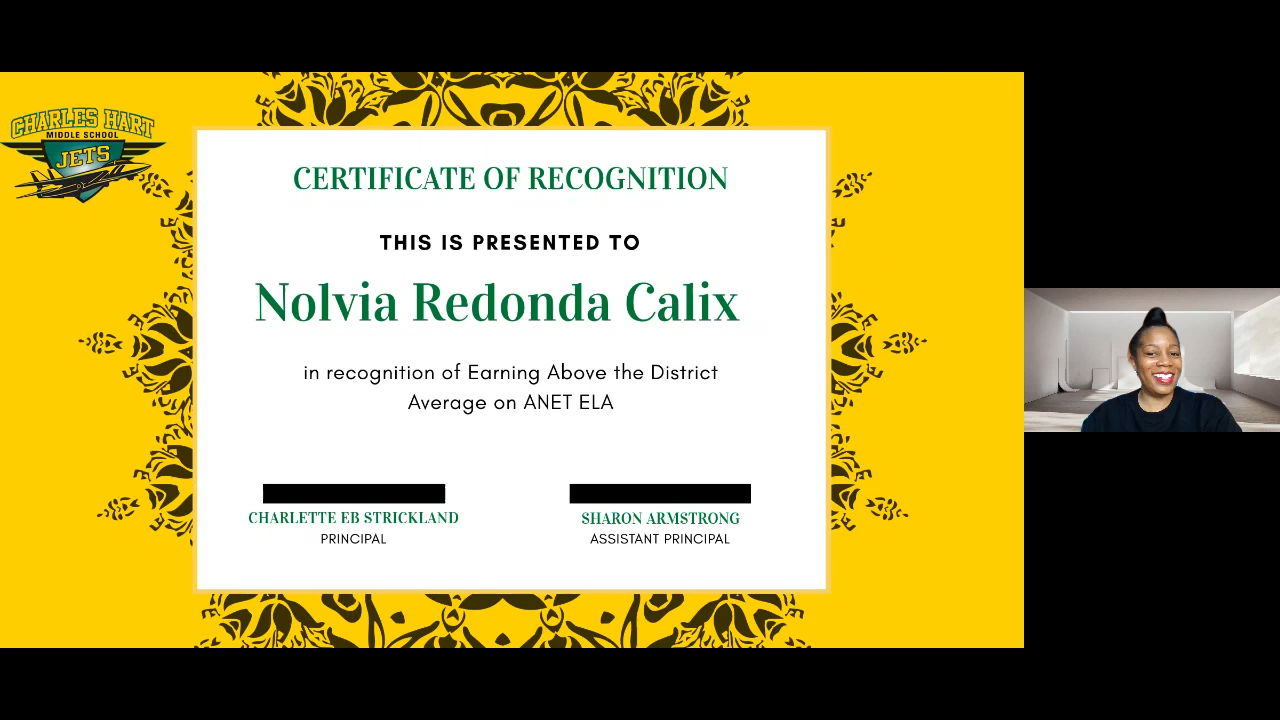 CHARLES HART
MIDDLE SCHOOL
JETS
CERTIFICATE OF RECOGNITION
THIS IS PRESENTED TO
Nolvia Redonda Calix
in recognition of Earning Above the District
Average on ANET ELA
CHARLETTE EB STRICKLAND
PRINCIPAL
SHARON ARMSTRONG
ASSISTANT PRINCIPAL